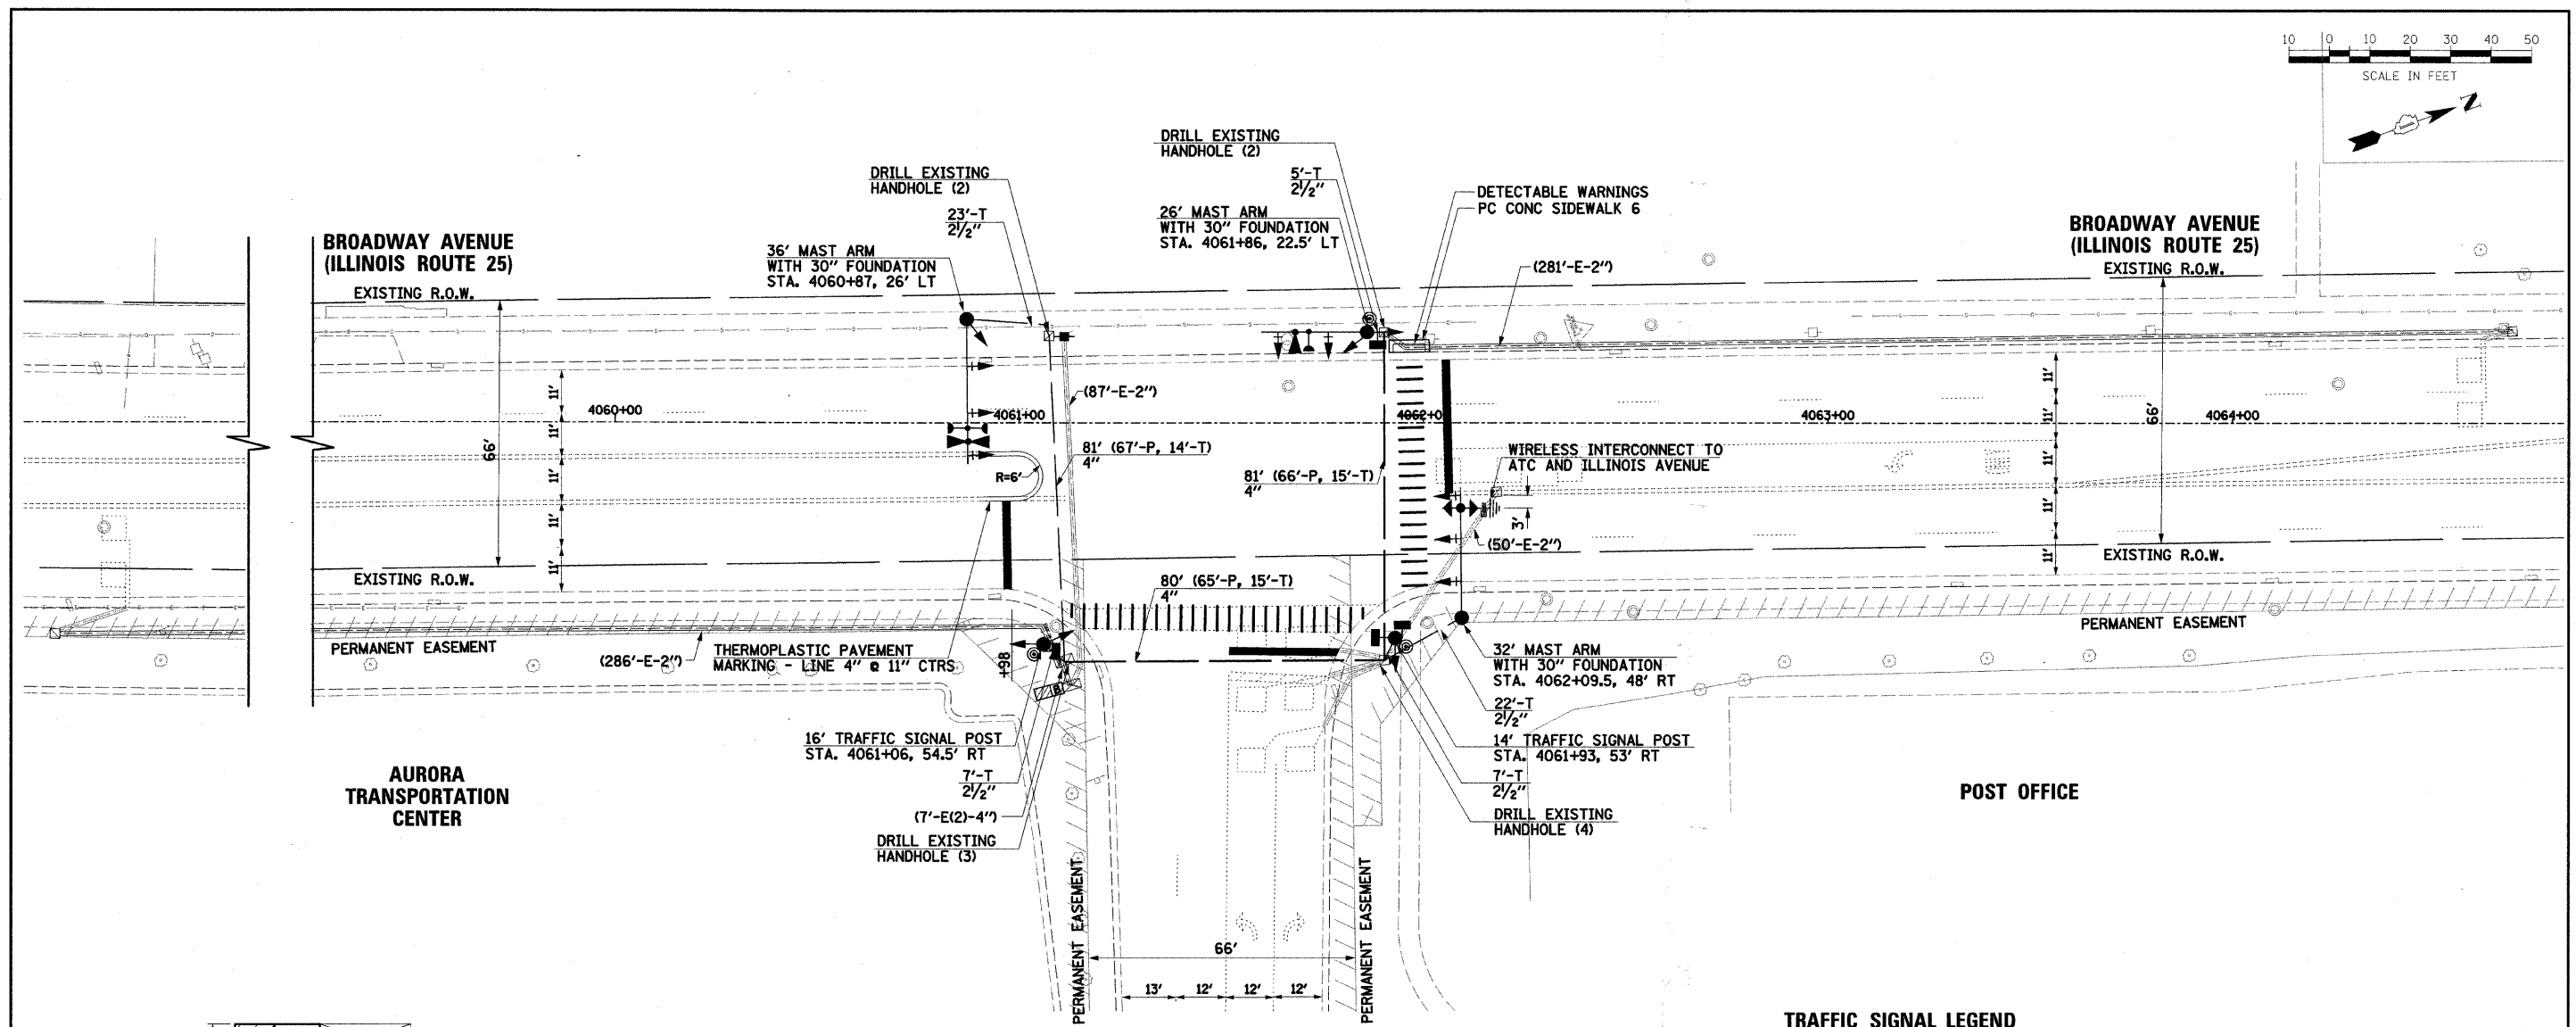 10 0 10 20 30 40 50
SCALE IN FEET
N
DRILL EXISTING
HANDHOLE (2)
5'-T
2½"
26' MAST ARM
WITH 30" FOUNDATION
STA. 4061+86, 22.5' LT
DETECTABLE WARNINGS
PC CONC SIDEWALK 6
DRILL EXISTING
HANDHOLE (2)
23'-T
2½"
36' MAST ARM
WITH 30" FOUNDATION
STA. 4060+87, 26' LT
BROADWAY AVENUE
(ILLINOIS ROUTE 25)
EXISTING R.O.W.
BROADWAY AVENUE
(ILLINOIS ROUTE 25)
EXISTING R.O.W.
(281'-E-2")
(87'-E-2")
4060+00
4061+00
4062+0
4063+00
4064+00
66'
11'
11'
11'
11'
11'
66'
11'
11'
11'
11'
11'
R=6'
81' (67'-P, 14'-T)
4"
81' (66'-P, 15'-T)
4"
WIRELESS INTERCONNECT TO
ATC AND ILLINOIS AVENUE
3'
(50'-E-2")
EXISTING R.O.W.
EXISTING R.O.W.
80' (65'-P, 15'-T)
4"
PERMANENT EASEMENT
PERMANENT EASEMENT
(286'-E-2")
THERMOPLASTIC PAVEMENT
MARKING - LINE 4" @ 11" CTRS
+98
B
32' MAST ARM
WITH 30" FOUNDATION
STA. 4062+09.5, 48' RT
22'-T
2½"
14' TRAFFIC SIGNAL POST
STA. 4061+93, 53' RT
7'-T
2½"
DRILL EXISTING
HANDHOLE (4)
16' TRAFFIC SIGNAL POST
STA. 4061+06, 54.5' RT
7'-T
2½"
(7'-E(2)-4")
DRILL EXISTING
HANDHOLE (3)
AURORA
TRANSPORTATION
CENTER
POST OFFICE
PERMANENT EASEMENT
PERMANENT EASEMENT
66'
13' 12' 12' 12'
TRAFFIC SIGNAL LEGEND